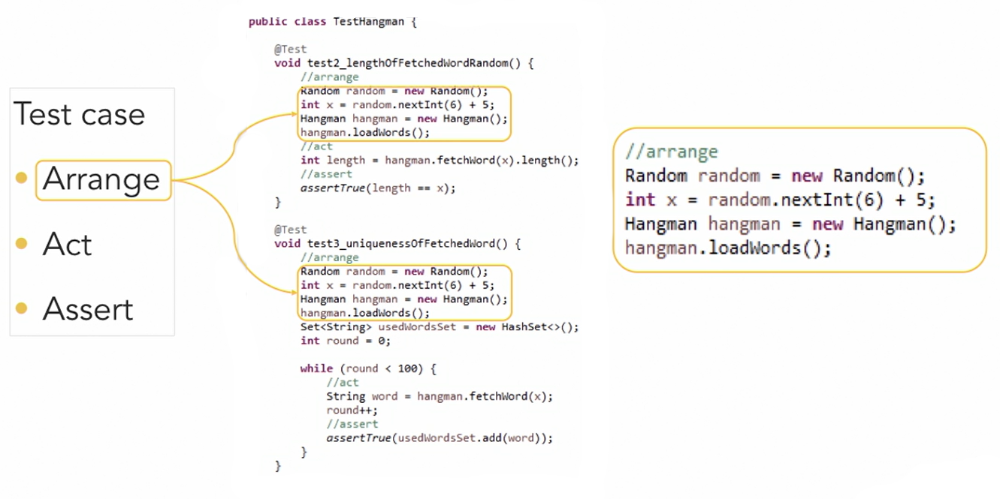 Test case
Arrange
Act
Assert
public class TestHangman {
@Test
void test2_lengthOfFetchedWordRandom() {
//arrange
Random random = new Random();
int x = random.nextInt(6) + 5;
Hangman hangman = new Hangman();
hangman.loadWords();
//act
int length = hangman.fetchWord(x).length();
//assert
assertTrue(length == x);
}
@Test
void test3_uniquenessOfFetchedWord() {
//arrange
Random random = new Random();
int x = random.nextInt(6) + 5;
Hangman hangman = new Hangman();
hangman.loadWords();
Set<String> usedWordsSet = new HashSet<>();
int round = 0;
while (round < 100) {
//act
String word = hangman.fetchWord(x);
round++;
//assert
assertTrue(usedWordsSet.add(word));
}
}
//arrange
Random random = new Random();
int x = random.nextInt(6) + 5;
Hangman hangman = new Hangman();
hangman.loadWords();